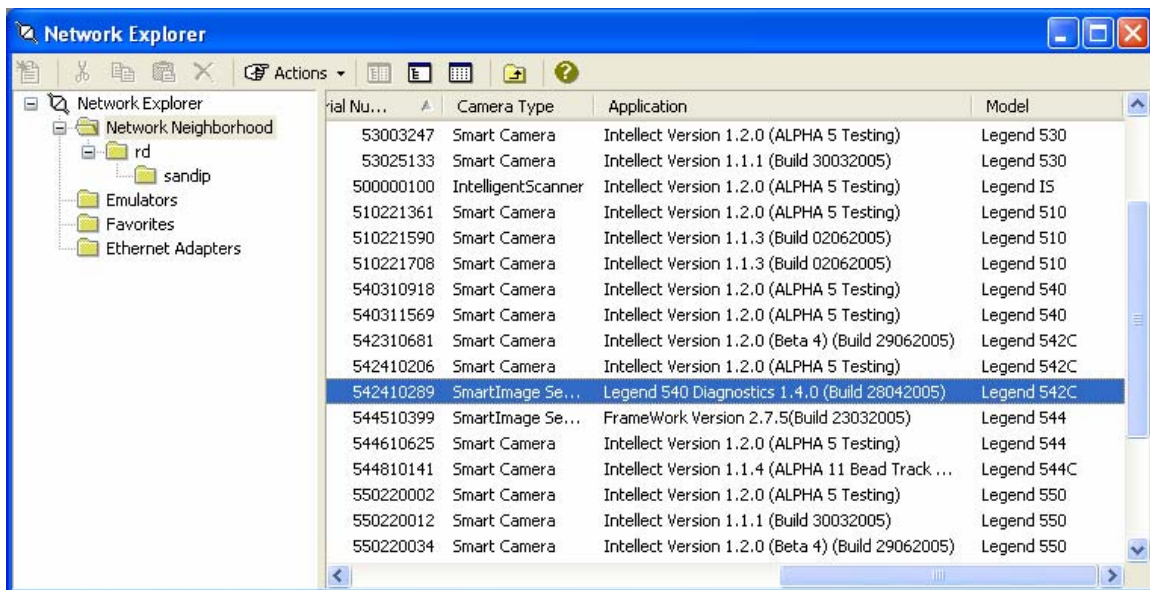 Network Explorer
Actions
Network Explorer
Network Neighborhood
rd
sandip
Emulators
Favorites
Ethernet Adapters
rial Nu... Camera Type Application Model
53003247 Smart Camera Intellect Version 1.2.0 (ALPHA 5 Testing) Legend 530
53025133 Smart Camera Intellect Version 1.1.1 (Build 30032005) Legend 530
500000100 IntelligentScanner Intellect Version 1.2.0 (ALPHA 5 Testing) Legend IS
510221361 Smart Camera Intellect Version 1.2.0 (ALPHA 5 Testing) Legend 510
510221590 Smart Camera Intellect Version 1.1.3 (Build 02062005) Legend 510
510221708 Smart Camera Intellect Version 1.1.3 (Build 02062005) Legend 510
540310918 Smart Camera Intellect Version 1.2.0 (ALPHA 5 Testing) Legend 540
540311569 Smart Camera Intellect Version 1.2.0 (ALPHA 5 Testing) Legend 540
542310681 Smart Camera Intellect Version 1.2.0 (Beta 4) (Build 29062005) Legend 542C
542410206 Smart Camera Intellect Version 1.2.0 (ALPHA 5 Testing) Legend 542C
542410289 SmartImage Se... Legend 540 Diagnostics 1.4.0 (Build 28042005) Legend 542C
544510399 SmartImage Se... FrameWork Version 2.7.5(Build 23032005) Legend 544
544610625 Smart Camera Intellect Version 1.2.0 (ALPHA 5 Testing) Legend 544
544810141 Smart Camera Intellect Version 1.1.4 (ALPHA 11 Bead Track ... Legend 544C
550220002 Smart Camera Intellect Version 1.2.0 (ALPHA 5 Testing) Legend 550
550220012 Smart Camera Intellect Version 1.1.1 (Build 30032005) Legend 550
550220034 Smart Camera Intellect Version 1.2.0 (Beta 4) (Build 29062005) Legend 550